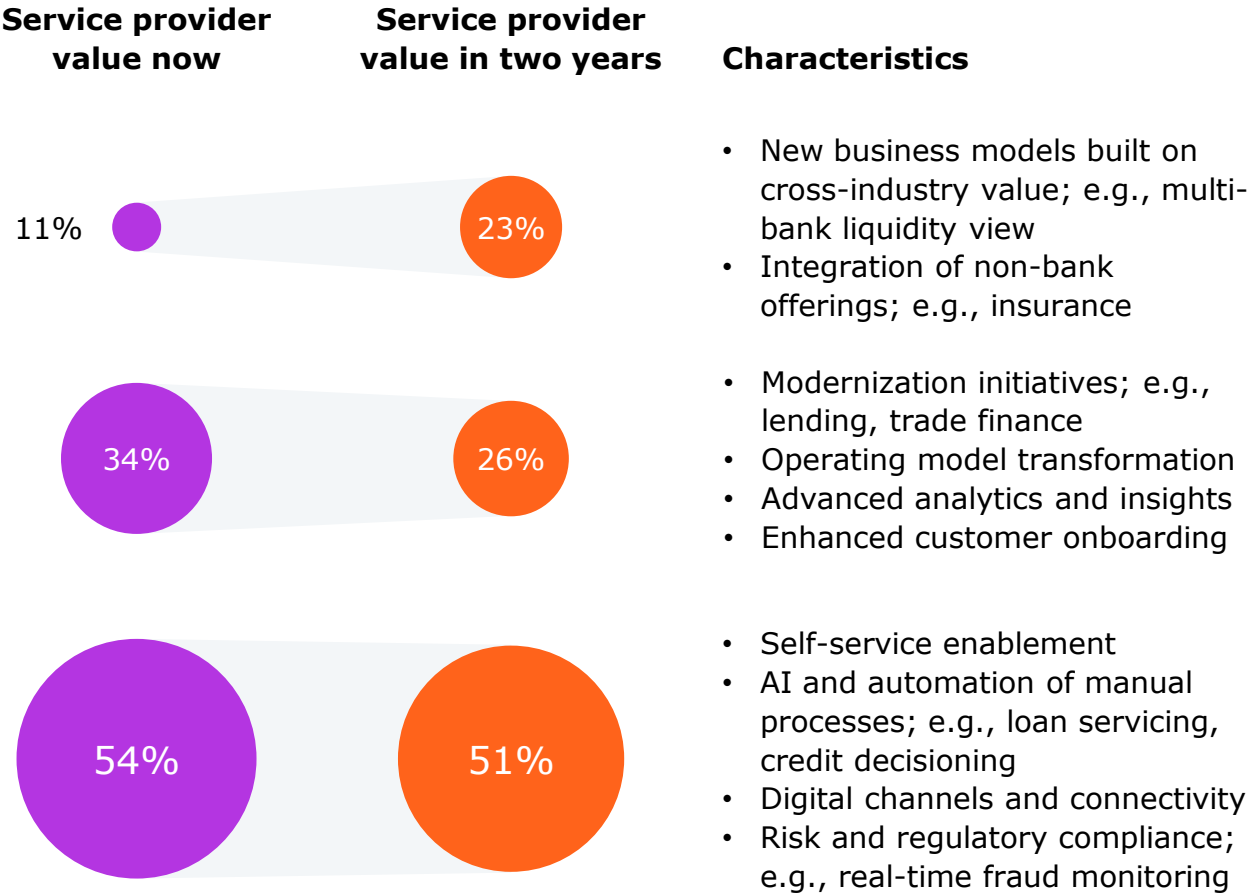 Service provider value now
Service provider value in two years
Characteristics
11%
23%
• New business models built on
cross-industry value; e.g., multi-
bank liquidity view
• Integration of non-bank
offerings; e.g., insurance
34%
26%
• Modernization initiatives; e.g.,
lending, trade finance
• Operating model transformation
• Advanced analytics and insights
• Enhanced customer onboarding
54%
51%
• Self-service enablement
• AI and automation of manual
processes; e.g., loan servicing,
credit decisioning
• Digital channels and connectivity
• Risk and regulatory compliance;
e.g., real-time fraud monitoring